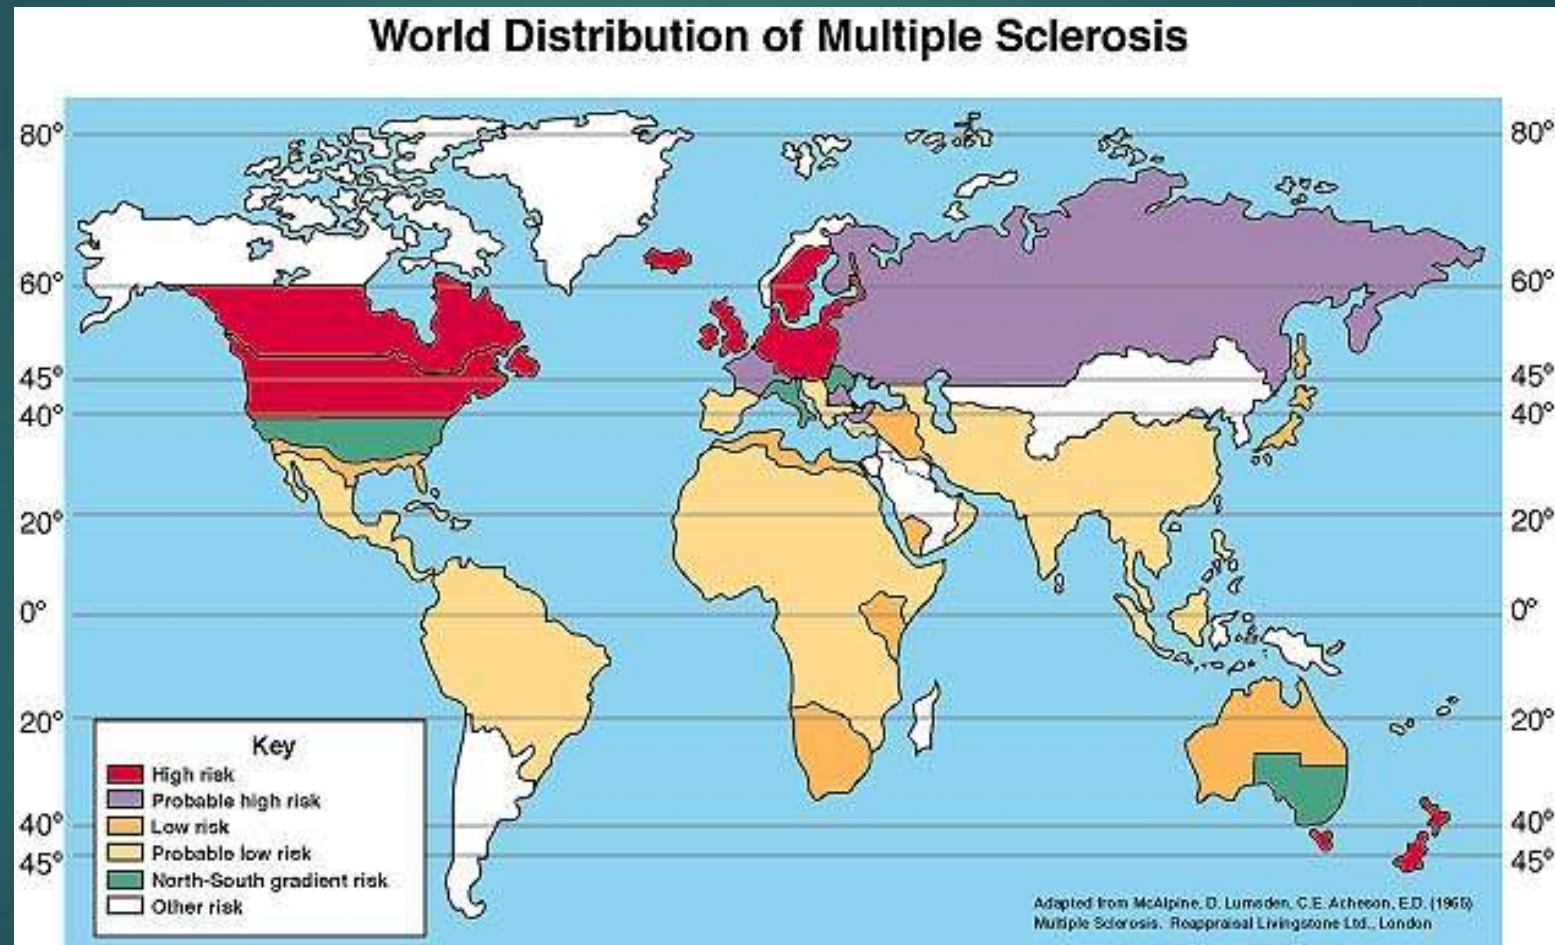 World Distribution of Multiple Sclerosis
80° 80°
60° 60°
45° 45°
40° 40°
20° 20°
0° 0°
20° 20°
40° 40°
45° 45°
Key
High risk
Probable high risk
Low risk
Probable low risk
North-South gradient risk
Other risk
Adapted from McAlpine, D. Lumsden, C.E. Acheson, E.D. (1965)
Multiple Sclerosis. Reappraisal Livingstone Ltd., London